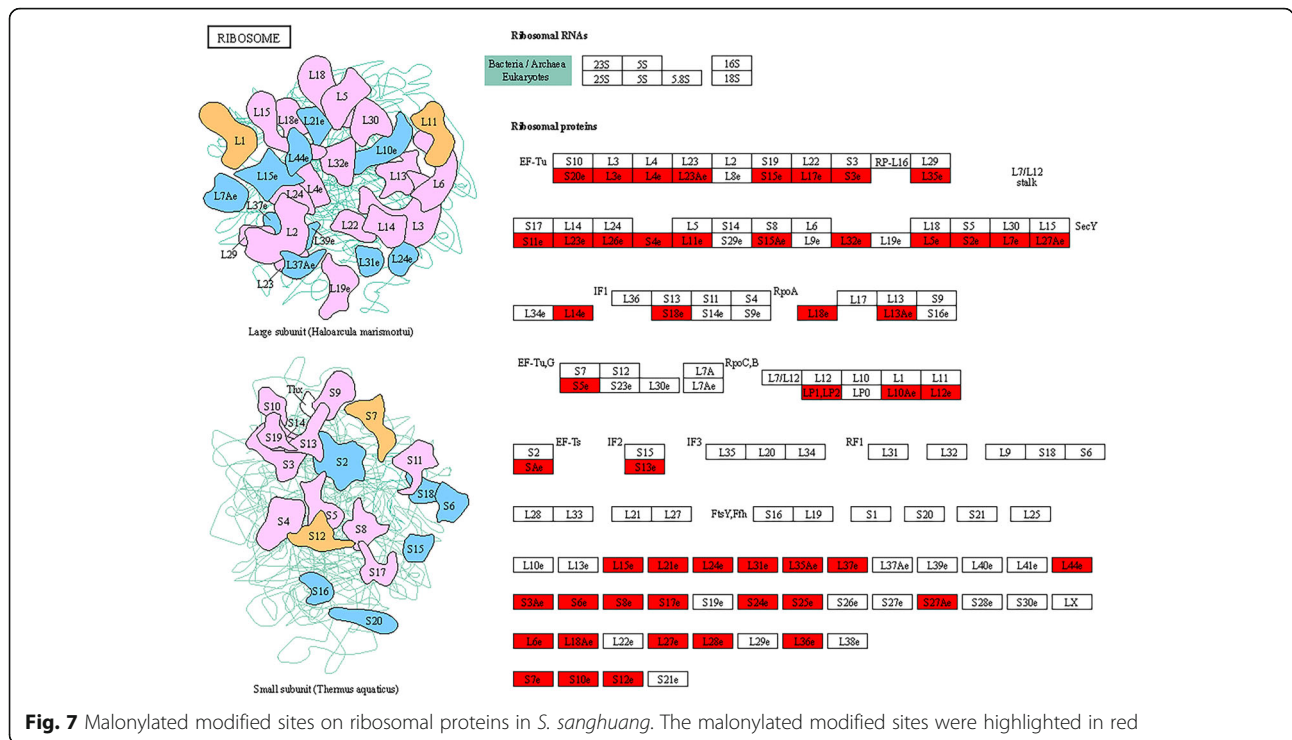 RIBOSOME
Ribosomal RNAs
Bacteria / Archaea
Eukaryotes
23S 5S 16S
25S 5S 5.8S 18S
L18
L5
L15
L18e
L21e
L30
L11
L1
L44e
L10e
L32e
L15e
L13
L6
L7Ae
L4e
L24
L37e
L2
L22
L14
L3
L39e
L29
L37Ae
L31e
L24e
L23
L19e
Large subunit (Haloarcula marismortui)
Ribosomal proteins
EF-Tu S10 L3 L4 L23 L2 S19 L22 S3 RP-L16 L29
S20e L3e L4e L23Ae L8e S15e L17e S3e L35e
L7/L12
stalk
S17 L14 L24 L5 S14 S8 L6 L18 S5 L30 L15 SecY
S11e L23e L26e S4e L11e S29e S15Ae L9e L32e L19e L5e S2e L7e L27Ae
IF1 L36 S13 S11 S4 RpoA L17 L13 S9
L34e L14e S18e S14e S9e L18e L13Ae S16e
EF-Tu,G S7 S12 L7A RpoC,B L7/L12 L12 L10 L1 L11
S5e S23e L30e L7Ae LP1,LP2 LP0 L10Ae L12e
S2 EF-Ts IF2 S15 IF3 L35 L20 L34 RF1 L31 L32 L9 S18 S6
SAe S13e
L28 L33 L21 L27 FtsY,Ffh S16 L19 S1 S20 S21 L25
L10e L13e L15e L21e L24e L31e L35Ae L37e L37Ae L39e L40e L41e L44e
S3Ae S6e S8e S17e S19e S24e S25e S26e S27e S27Ae S28e S30e LX
L6e L18Ae L22e L27e L28e L29e L36e L38e
S7e S10e S12e S21e
Thx
S9
S10
S7
S14
S19
S13
S3
S2
S11
S18
S6
S4
S5
S8
S12
S15
S17
S16
S20
Small subunit (Thermus aquaticus)
Fig. 7 Malonylated modified sites on ribosomal proteins in S. sanghuang. The malonylated modified sites were highlighted in red